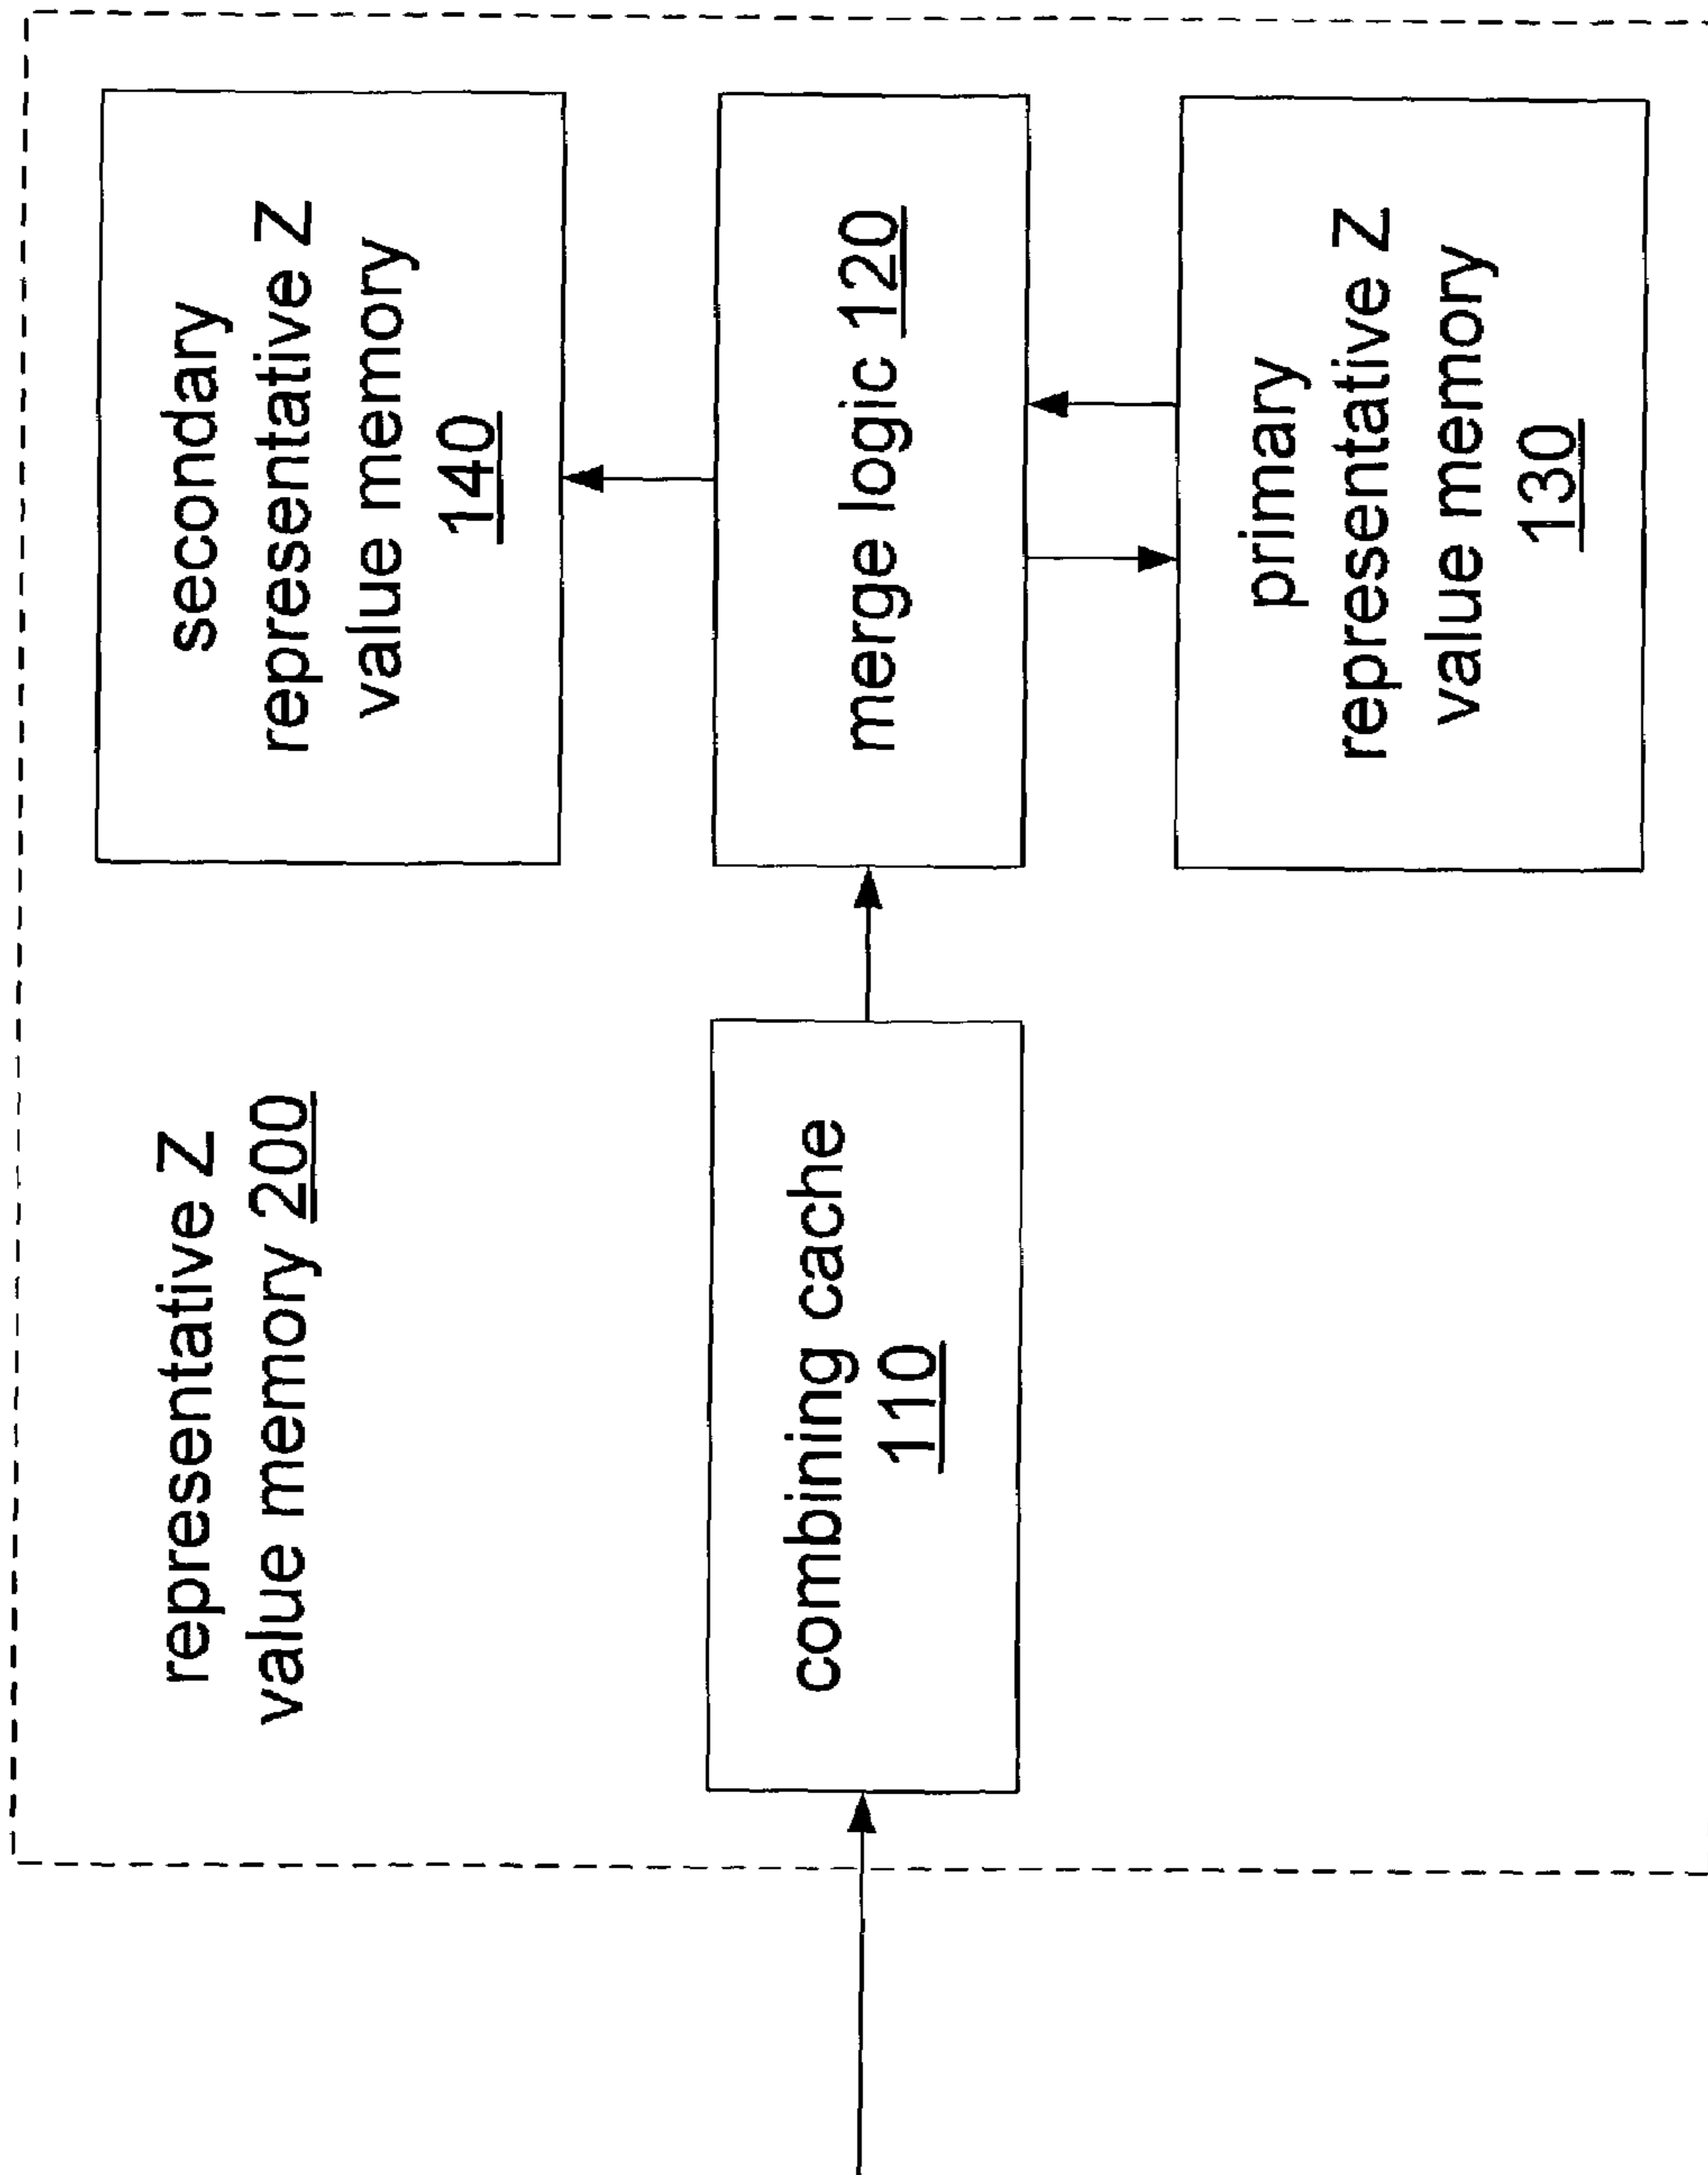 representative Z
value memory 200
combining cache
110
secondary
representative Z
value memory
140
merge logic 120
primary
representative Z
value memory
130